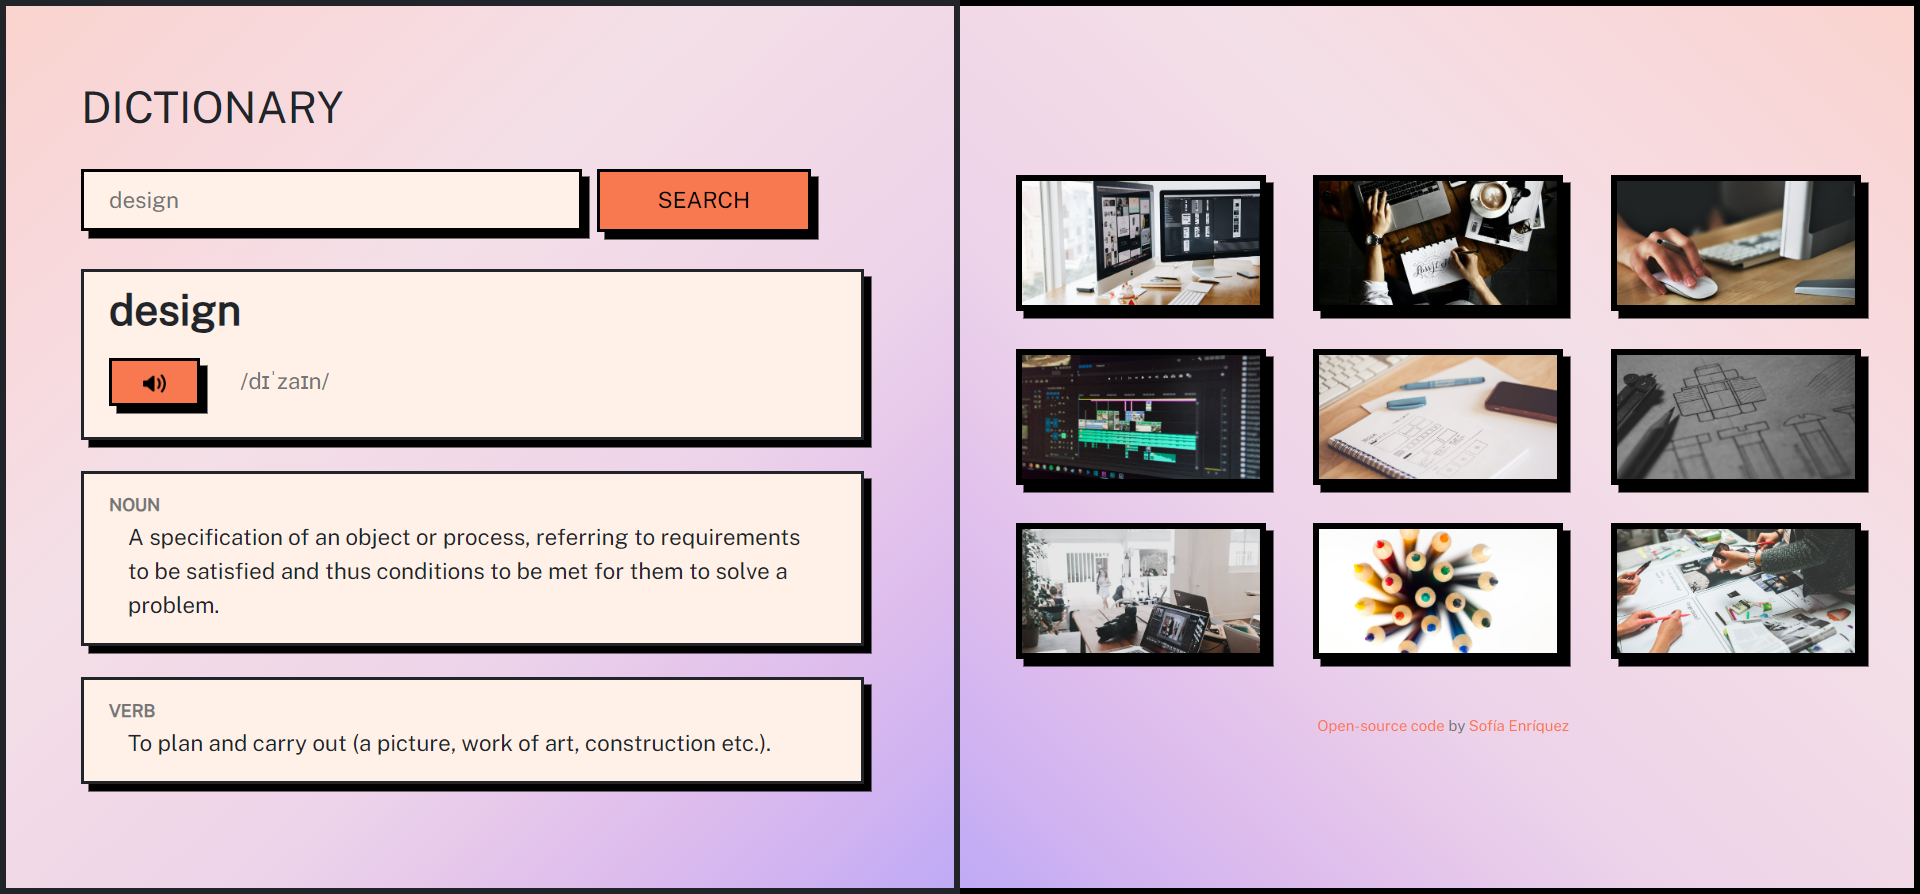 DICTIONARY
design
SEARCH
design
/dɪˈzaɪn/
NOUN
A specification of an object or process, referring to requirements
to be satisfied and thus conditions to be met for them to solve a
problem.
VERB
To plan and carry out (a picture, work of art, construction etc.).
Open-source code by Sofía Enríquez